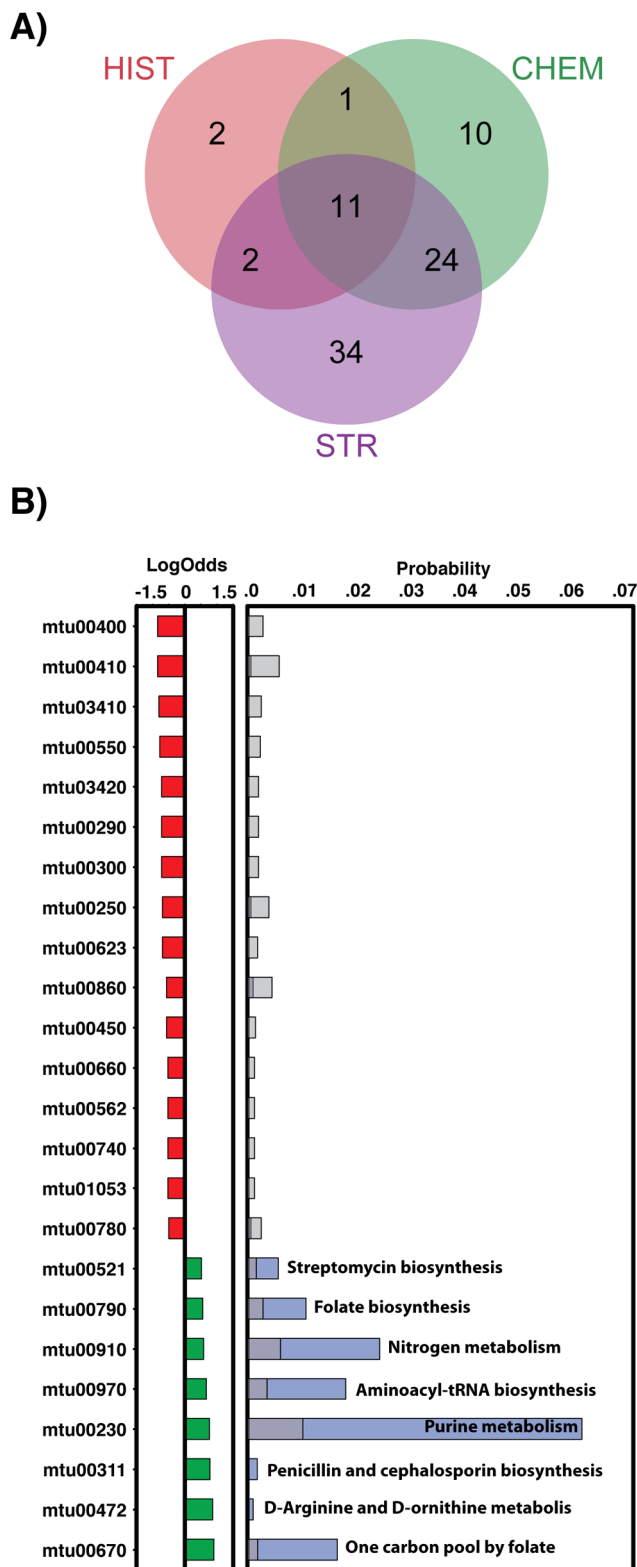 A)
HIST
CHEM
1
2
10
11
2
24
34
STR
B)
LogOdds
Probability
-1.5 0 1.5
.0 .01 .02 .03 .04 .05 .06 .07
mtu00400
mtu00410
mtu03410
mtu00550
mtu03420
mtu00290
mtu00300
mtu00250
mtu00623
mtu00860
mtu00450
mtu00660
mtu00562
mtu00740
mtu01053
mtu00780
mtu00521 Streptomycin biosynthesis
mtu00790 Folate biosynthesis
mtu00910 Nitrogen metabolism
mtu00970 Aminoacyl-tRNA biosynthesis
mtu00230 Purine metabolism
mtu00311 Penicillin and cephalosporin biosynthesis
mtu00472 D-Arginine and D-ornithine metabolis
mtu00670 One carbon pool by folate